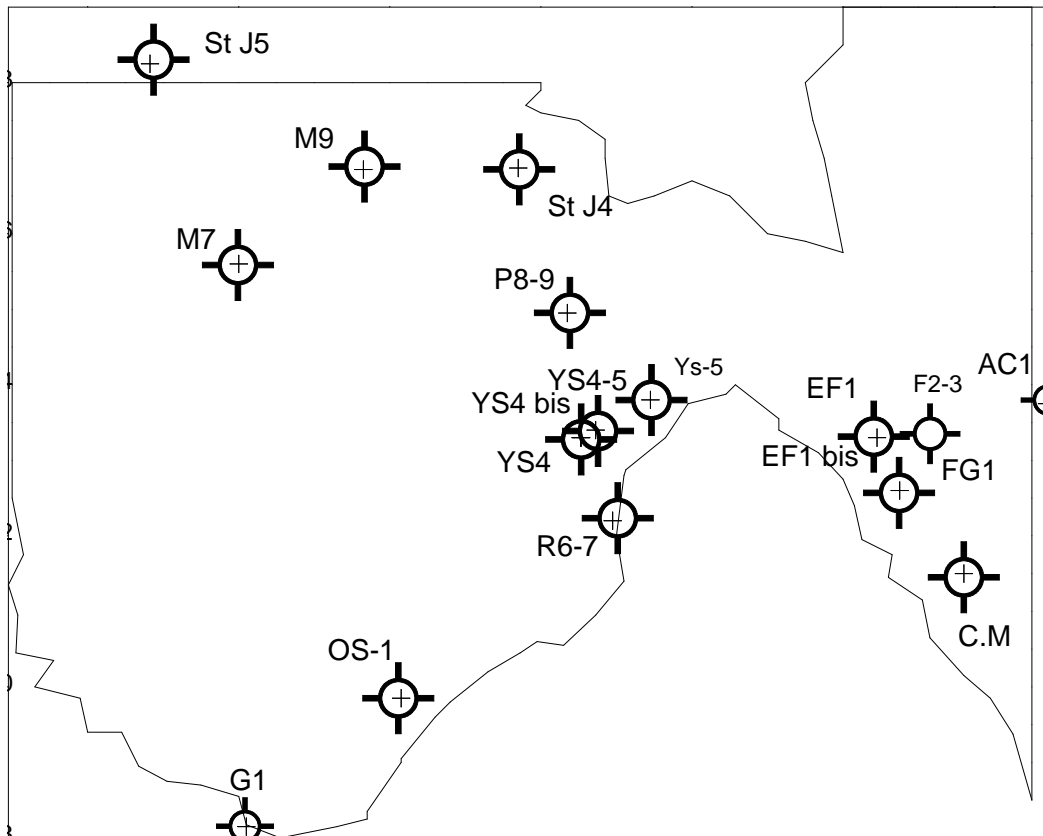 St J5
M9
St J4
M7
P8-9
Ys-5
YS4-5
AC1
EF1
F2-3
YS4 bis
YS4
EF1 bis
FG1
R6-7
C.M
OS-1
G1